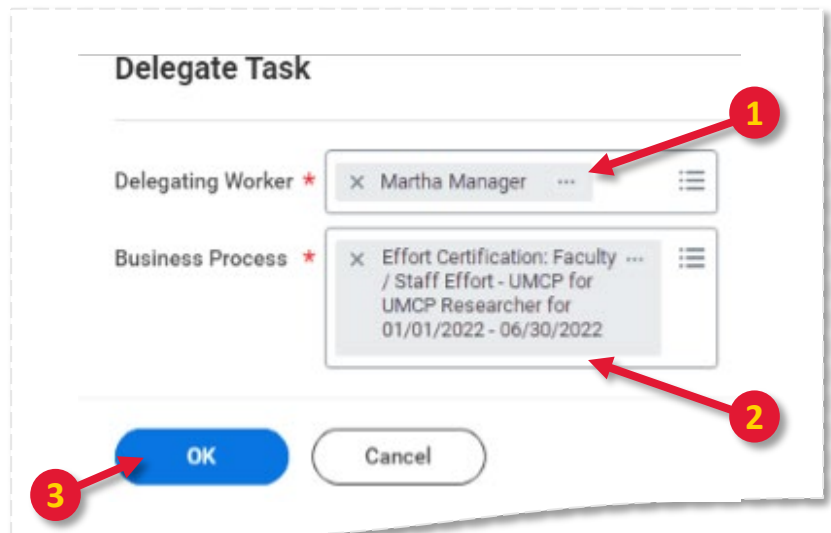 Delegate Task
1
Delegating Worker * × Martha Manager ...
Business Process * × Effort Certification: Faculty ...
/ Staff Effort - UMCP for
UMCP Researcher for
01/01/2022 - 06/30/2022
2
OK Cancel
3